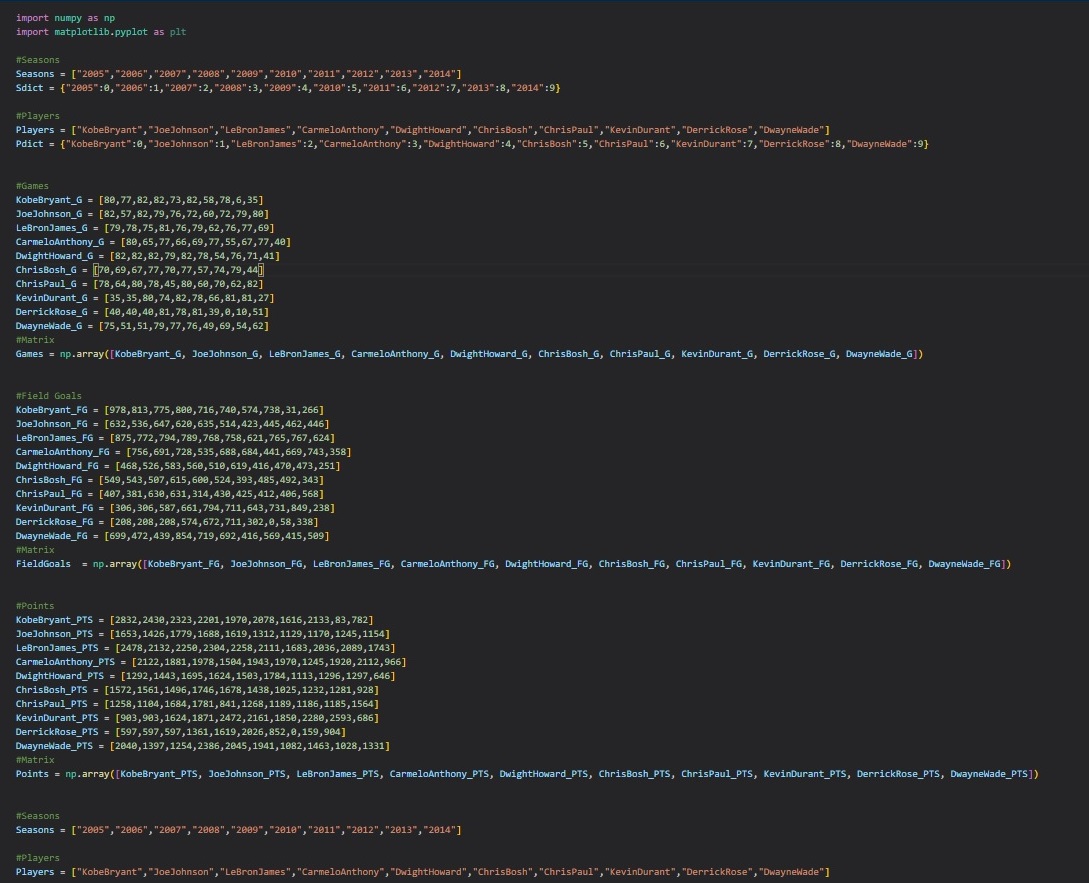 import numpy as np
import matplotlib.pyplot as plt
#Seasons
Seasons = ["2005","2006","2007","2008","2009","2010","2011","2012","2013","2014"]
Sdict = {"2005":0,"2006":1,"2007":2,"2008":3,"2009":4,"2010":5,"2011":6,"2012":7,"2013":8,"2014":9}
#Players
Players = ["KobeBryant","JoeJohnson","LeBronJames","CarmeloAnthony","DwightHoward","ChrisBosh","ChrisPaul","KevinDurant","DerrickRose","DwayneWade"]
Pdict = {"KobeBryant":0,"JoeJohnson":1,"LeBronJames":2,"CarmeloAnthony":3,"DwightHoward":4,"ChrisBosh":5,"ChrisPaul":6,"KevinDurant":7,"DerrickRose":8,"DwayneWade":9}
#Games
KobeBryant_G = [80,77,82,82,73,82,58,78,6,35]
JoeJohnson_G = [82,57,82,79,76,72,60,72,79,80]
LeBronJames_G = [79,78,75,81,76,79,62,76,77,69]
CarmeloAnthony_G = [80,65,77,66,69,77,55,67,77,40]
DwightHoward_G = [82,82,82,79,82,78,54,76,71,41]
ChrisBosh_G = [70,69,67,77,70,77,57,74,79,44]
ChrisPaul_G = [78,64,80,78,45,80,60,70,62,82]
KevinDurant_G = [35,35,80,74,82,78,66,81,81,27]
DerrickRose_G = [40,40,40,81,78,81,39,0,10,51]
DwayneWade_G = [75,51,51,79,77,76,49,69,54,62]
#Matrix
Games = np.array([KobeBryant_G, JoeJohnson_G, LeBronJames_G, CarmeloAnthony_G, DwightHoward_G, ChrisBosh_G, ChrisPaul_G, KevinDurant_G, DerrickRose_G, DwayneWade_G])
#Field Goals
KobeBryant_FG = [978,813,775,800,716,740,574,738,31,266]
JoeJohnson_FG = [632,536,647,620,635,514,423,445,462,446]
LeBronJames_FG = [875,772,794,789,768,758,621,765,767,624]
CarmeloAnthony_FG = [756,691,728,535,688,684,441,669,743,358]
DwightHoward_FG = [468,526,583,560,510,619,416,470,473,251]
ChrisBosh_FG = [549,543,507,615,600,524,393,485,492,343]
ChrisPaul_FG = [407,381,630,631,314,430,425,412,406,568]
KevinDurant_FG = [306,306,587,661,794,711,643,731,849,238]
DerrickRose_FG = [208,208,208,574,672,711,302,0,58,338]
DwayneWade_FG = [699,472,439,854,719,692,416,569,415,509]
#Matrix
FieldGoals  = np.array([KobeBryant_FG, JoeJohnson_FG, LeBronJames_FG, CarmeloAnthony_FG, DwightHoward_FG, ChrisBosh_FG, ChrisPaul_FG, KevinDurant_FG, DerrickRose_FG, DwayneWade_FG])
#Points
KobeBryant_PTS = [2832,2430,2323,2201,1970,2078,1616,2133,83,782]
JoeJohnson_PTS = [1653,1426,1779,1688,1619,1312,1129,1170,1245,1154]
LeBronJames_PTS = [2478,2132,2250,2304,2258,2111,1683,2036,2089,1743]
CarmeloAnthony_PTS = [2122,1881,1978,1504,1943,1970,1245,1920,2112,966]
DwightHoward_PTS = [1292,1443,1695,1624,1503,1784,1113,1296,1297,646]
ChrisBosh_PTS = [1572,1561,1496,1746,1678,1438,1025,1232,1281,928]
ChrisPaul_PTS = [1258,1104,1684,1781,841,1268,1189,1186,1185,1564]
KevinDurant_PTS = [903,903,1624,1871,2472,2161,1850,2280,2593,686]
DerrickRose_PTS = [597,597,597,1361,1619,2026,852,0,159,904]
DwayneWade_PTS = [2040,1397,1254,2386,2045,1941,1082,1463,1028,1331]
#Matrix
Points = np.array([KobeBryant_PTS, JoeJohnson_PTS, LeBronJames_PTS, CarmeloAnthony_PTS, DwightHoward_PTS, ChrisBosh_PTS, ChrisPaul_PTS, KevinDurant_PTS, DerrickRose_PTS, DwayneWade_PTS])
#Seasons
Seasons = ["2005","2006","2007","2008","2009","2010","2011","2012","2013","2014"]
#Players
Players = ["KobeBryant","JoeJohnson","LeBronJames","CarmeloAnthony","DwightHoward","ChrisBosh","ChrisPaul","KevinDurant","DerrickRose","DwayneWade"]